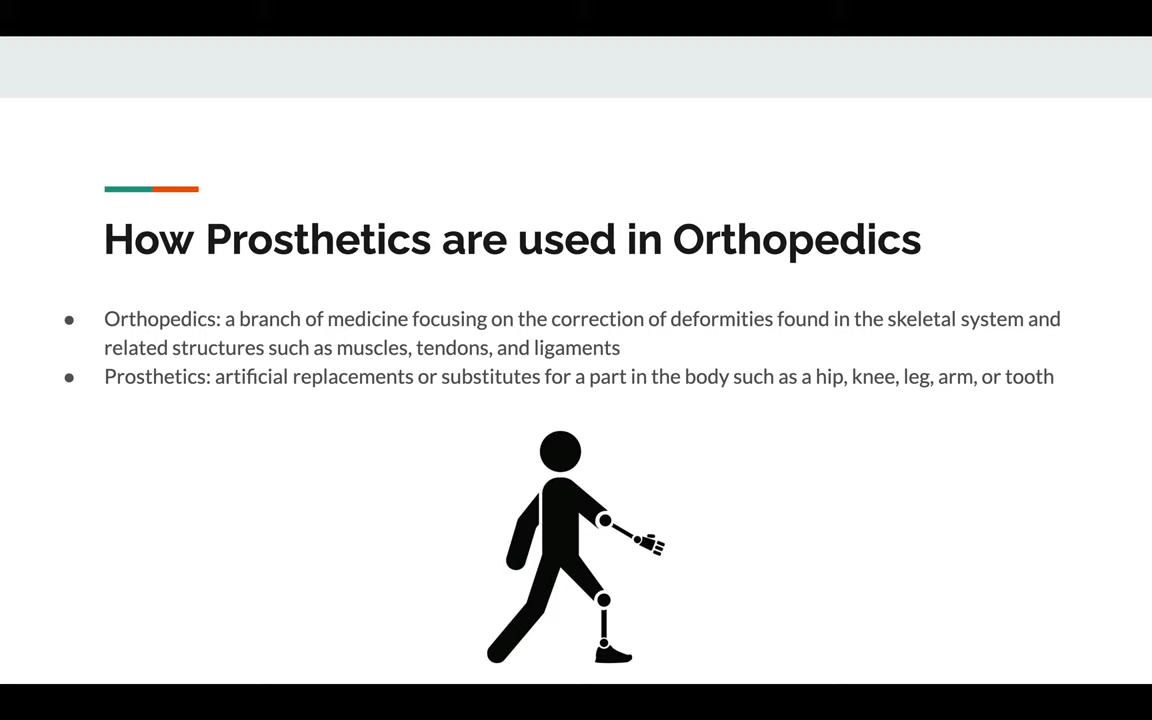 How Prosthetics are used in Orthopedics
● Orthopedics: a branch of medicine focusing on the correction of deformities found in the skeletal system and
related structures such as muscles, tendons, and ligaments
● Prosthetics: artificial replacements or substitutes for a part in the body such as a hip, knee, leg, arm, or tooth